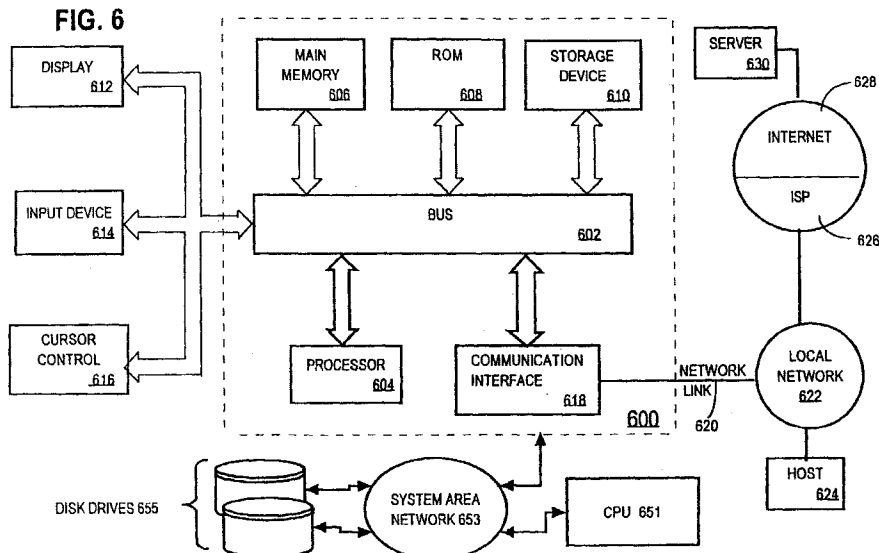 FIG. 6
DISPLAY
612
INPUT DEVICE
614
CURSOR
CONTROL
616
MAIN
MEMORY
606
ROM
608
STORAGE
DEVICE
610
BUS
602
PROCESSOR
604
COMMUNICATION
INTERFACE
618
600
SERVER
630
628
INTERNET
ISP
626
NETWORK
LINK
620
LOCAL
NETWORK
622
HOST
624
DISK DRIVES 655
SYSTEM AREA
NETWORK 653
CPU 651